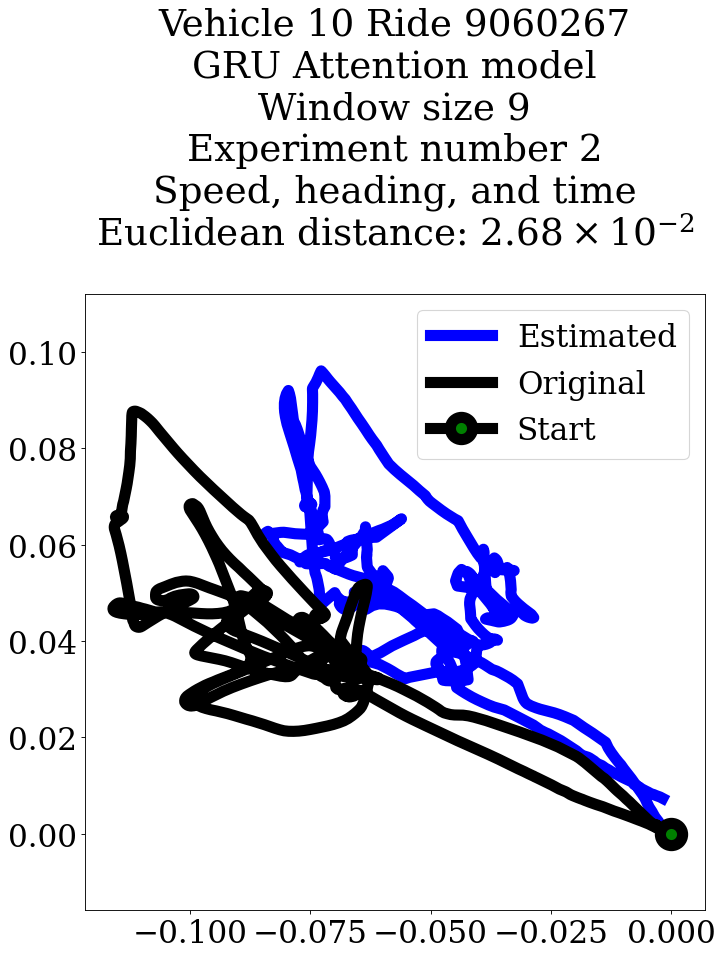 Vehicle 10 Ride 9060267
GRU Attention model
Window size 9
Experiment number 2
Speed, heading, and time
Euclidean distance: 2.68 × 10⁻²
Estimated
Original
Start
0.10
0.08
0.06
0.04
0.02
0.00
−0.100 −0.075 −0.050 −0.025 0.000